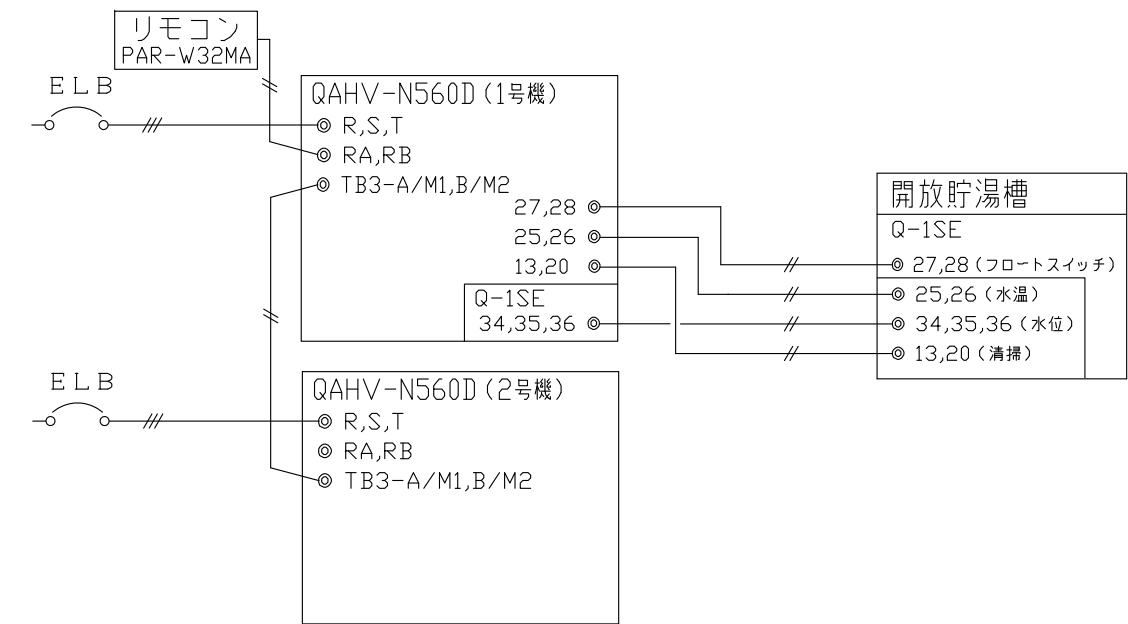 リモコン
PAR-W32MA
ELB
QAHV-N560D(1号機)
R,S,T
RA,RB
TB3-A/M1,B/M2
27,28
25,26
13,20
Q-1SE
34,35,36
開放貯湯槽
Q-1SE
27,28(フロートスイッチ)
25,26(水温)
34,35,36(水位)
13,20(清掃)
ELB
QAHV-N560D(2号機)
R,S,T
RA,RB
TB3-A/M1,B/M2